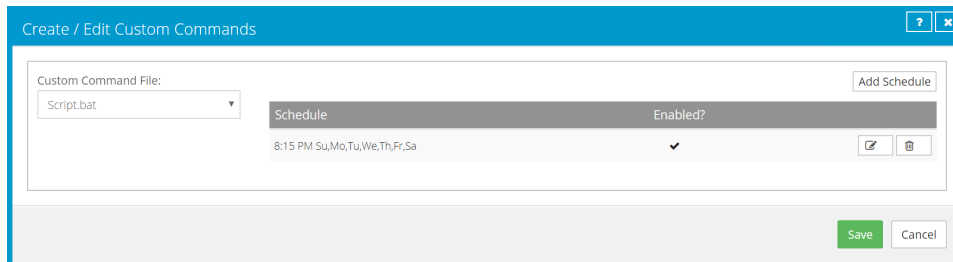 Create / Edit Custom Commands
?
Custom Command File:
Script.bat
Add Schedule
Schedule Enabled?
8:15 PM Su,Mo,Tu,We,Th,Fr,Sa
Save Cancel